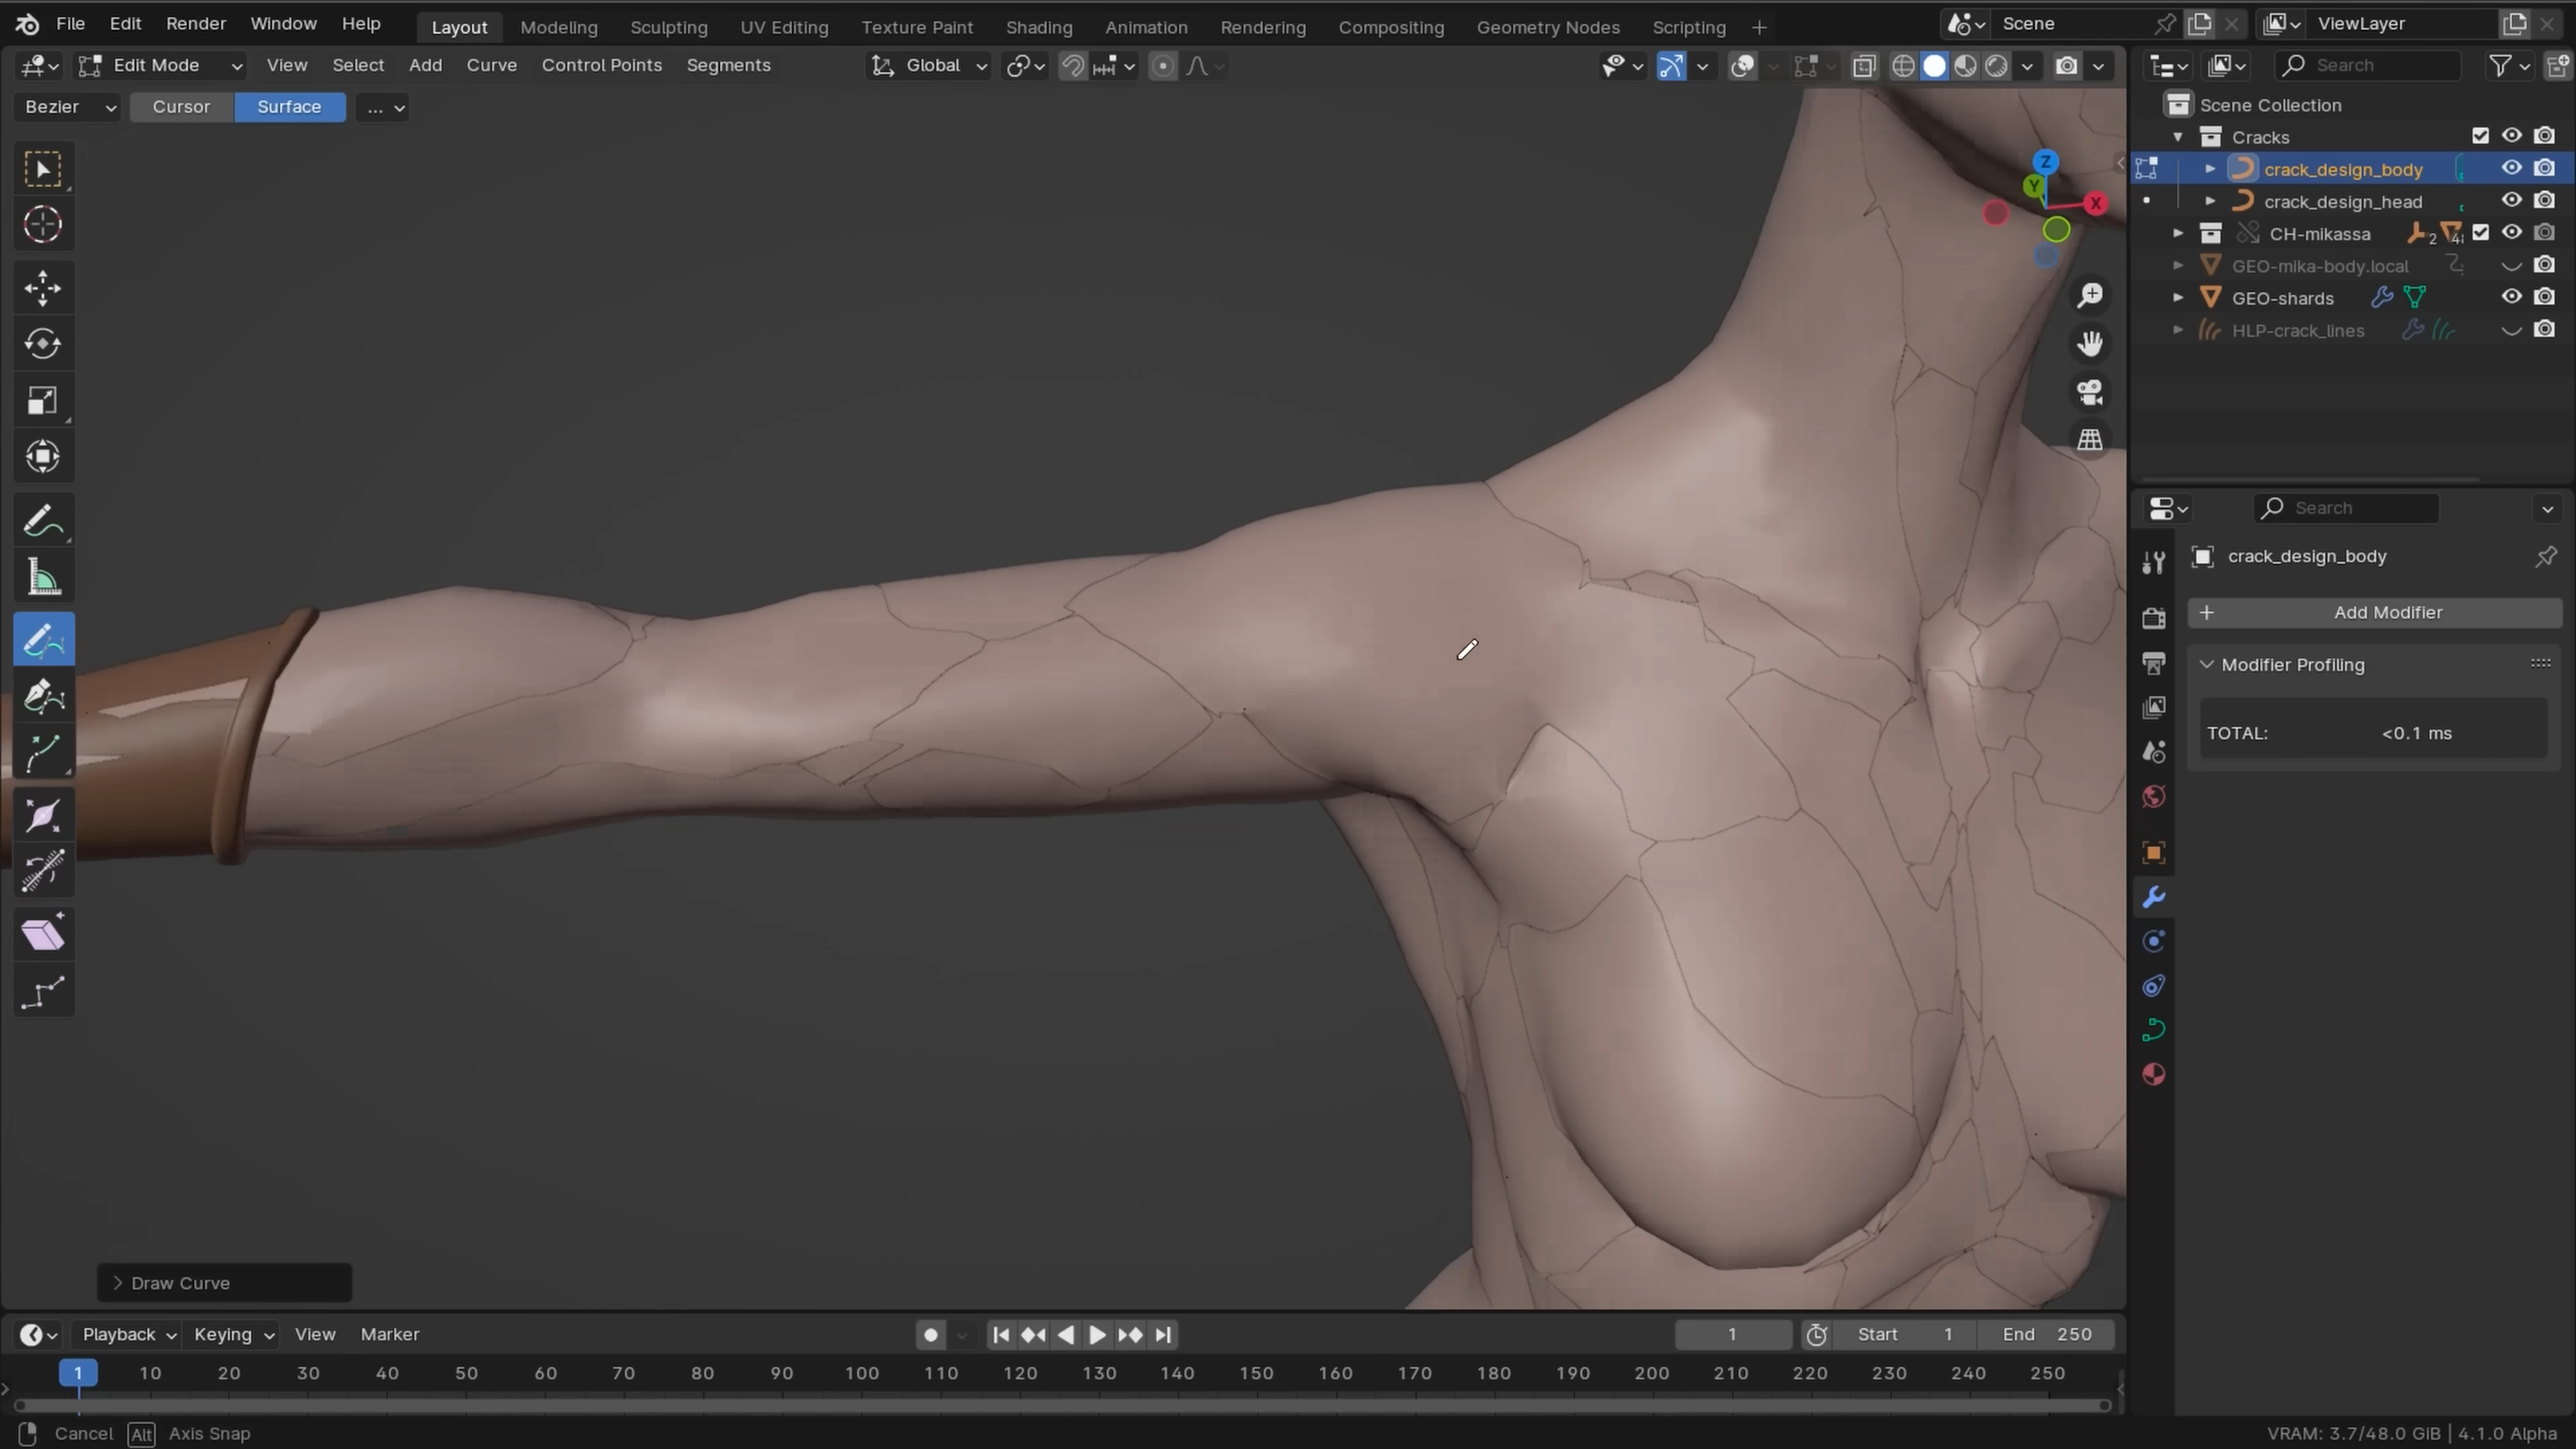 File Edit Render Window Help Layout Modeling Sculpting UV Editing Texture Paint Shading Animation Rendering Compositing Geometry Nodes Scripting + Scene ViewLayer
Edit Mode View Select Add Curve Control Points Segments Global Search
Bezier Cursor Surface ...
Scene Collection
Cracks
crack_design_body
crack_design_head
CH-mikassa 2
GEO-mika-body.local
GEO-shards
HLP-crack_lines
Z
Y
X
Search
crack_design_body
+ Add Modifier
Modifier Profiling
TOTAL: <0.1 ms
Draw Curve
Playback Keying View Marker 1 Start 1 End 250
1 10 20 30 40 50 60 70 80 90 100 110 120 130 140 150 160 170 180 190 200 210 220 230 240 250
Cancel Alt Axis Snap VRAM: 3.7/48.0 GiB | 4.1.0 Alpha